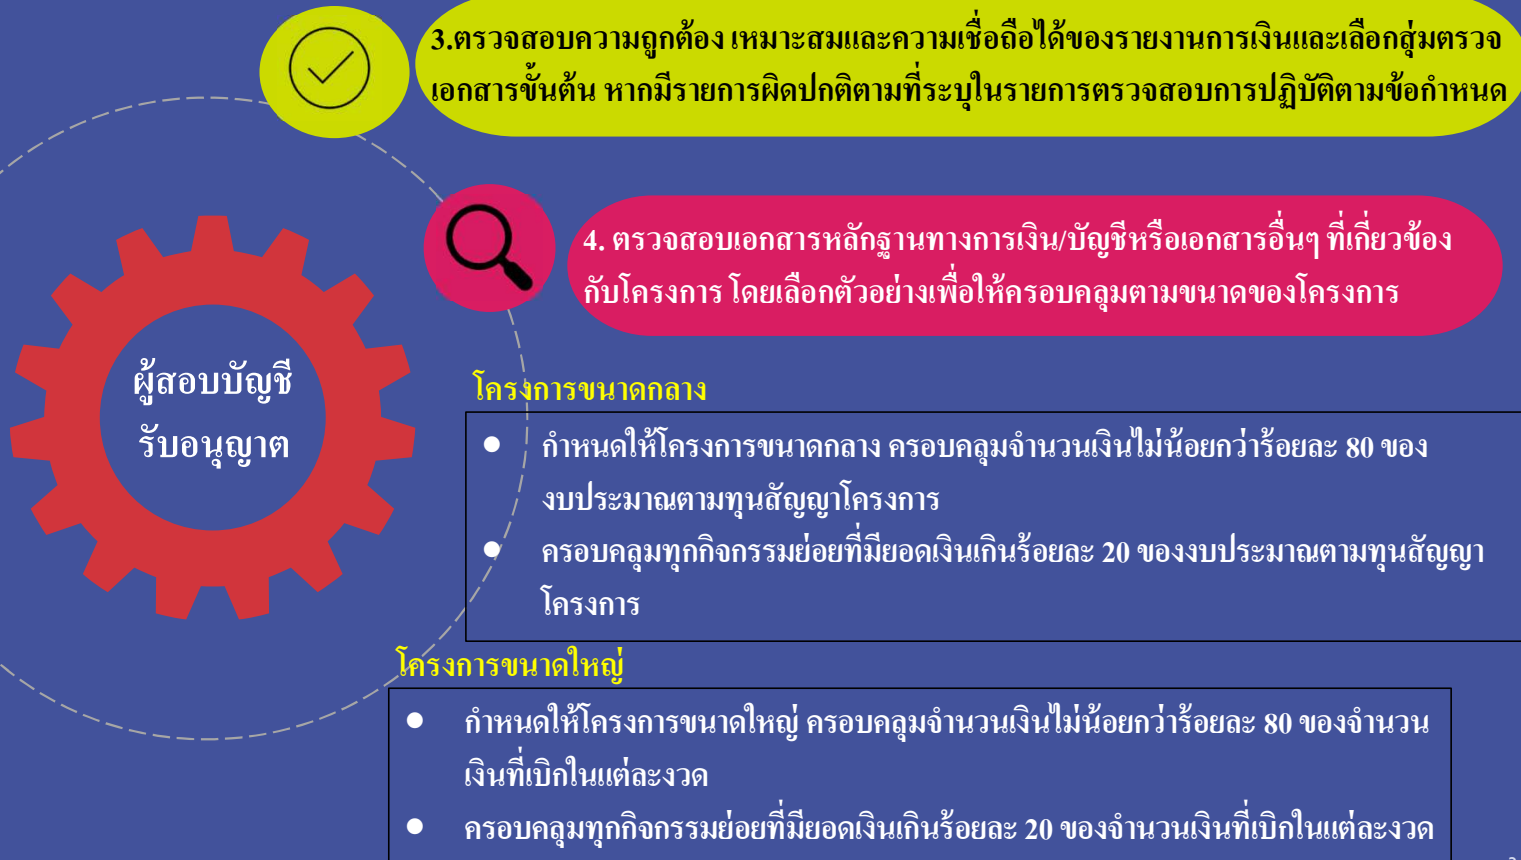 3.ตรวจสอบความถูกต้อง เหมาะสมและความเชื่อถือได้ของรายงานการเงินและเลือกสุ่มตรวจ
เอกสารขั้นต้น หากมีรายการผิดปกติตามที่ระบุในรายการตรวจสอบการปฏิบัติตามข้อกำหนด
4. ตรวจสอบเอกสารหลักฐานทางการเงิน/บัญชีหรือเอกสารอื่นๆ ที่เกี่ยวข้อง
กับโครงการ โดยเลือกตัวอย่างเพื่อให้ครอบคลุมตามขนาดของโครงการ
ผู้สอบบัญชี
รับอนุญาต
โครงการขนาดกลาง
● กำหนดให้โครงการขนาดกลาง ครอบคลุมจำนวนเงินไม่น้อยกว่าร้อยละ 80 ของ
งบประมาณตามทุนสัญญาโครงการ
● ครอบคลุมทุกกิจกรรมย่อยที่มียอดเงินเกินร้อยละ 20 ของงบประมาณตามทุนสัญญา
โครงการ
โครงการขนาดใหญ่
● กำหนดให้โครงการขนาดใหญ่ ครอบคลุมจำนวนเงินไม่น้อยกว่าร้อยละ 80 ของจำนวน
เงินที่เบิกในแต่ละงวด
● ครอบคลุมทุกกิจกรรมย่อยที่มียอดเงินเกินร้อยละ 20 ของจำนวนเงินที่เบิกในแต่ละงวด